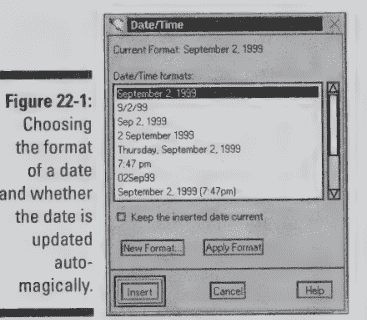 Date/Time
Current Format: September 2, 1999
Date/Time formats:
September 2, 1999
9/2/99
Sep 2, 1999
2 September 1999
Thursday, September 2, 1999
7:47 pm
02Sep99
September 2, 1999 (7:47pm)
Keep the inserted date current
New Format...
Apply Format
Insert
Cancel
Help
Figure 22-1:
Choosing
the format
of a date
and whether
the date is
updated
auto-
magically.